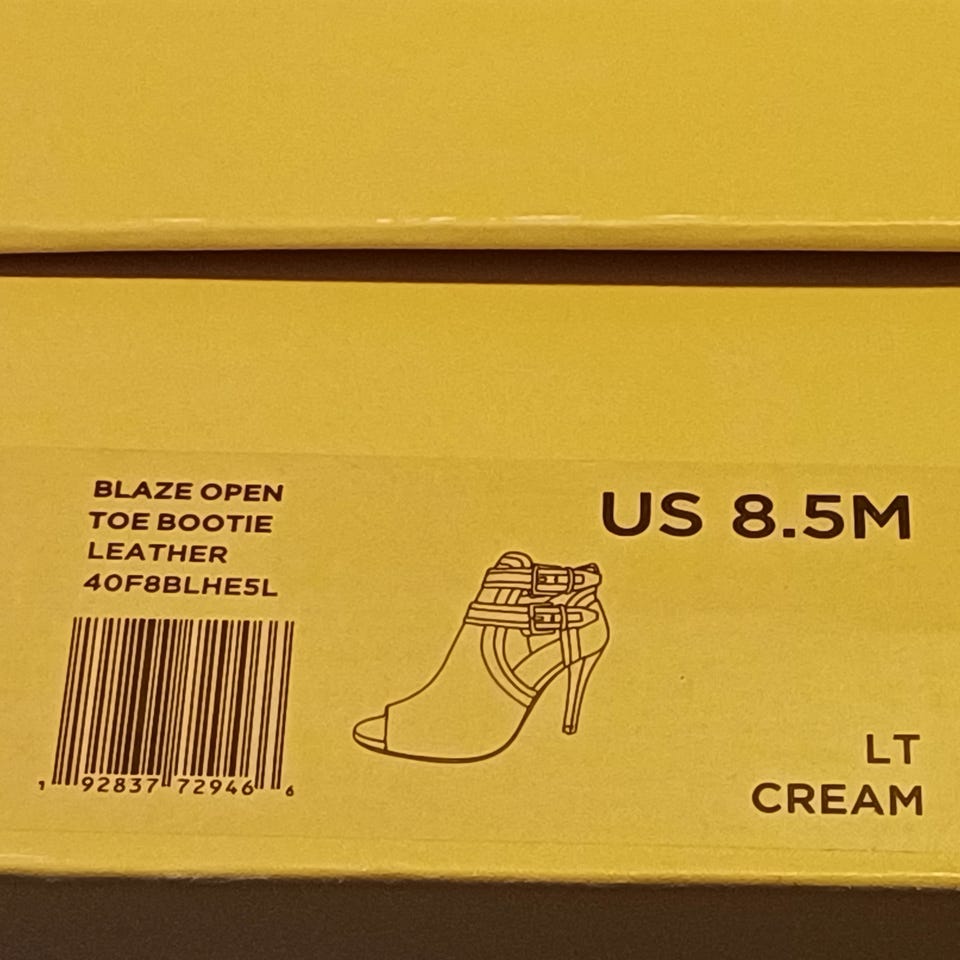 BLAZE OPEN
TOE BOOTIE
LEATHER
40F8BLHE5L
1 92837 72946 6
US 8.5M
LT
CREAM